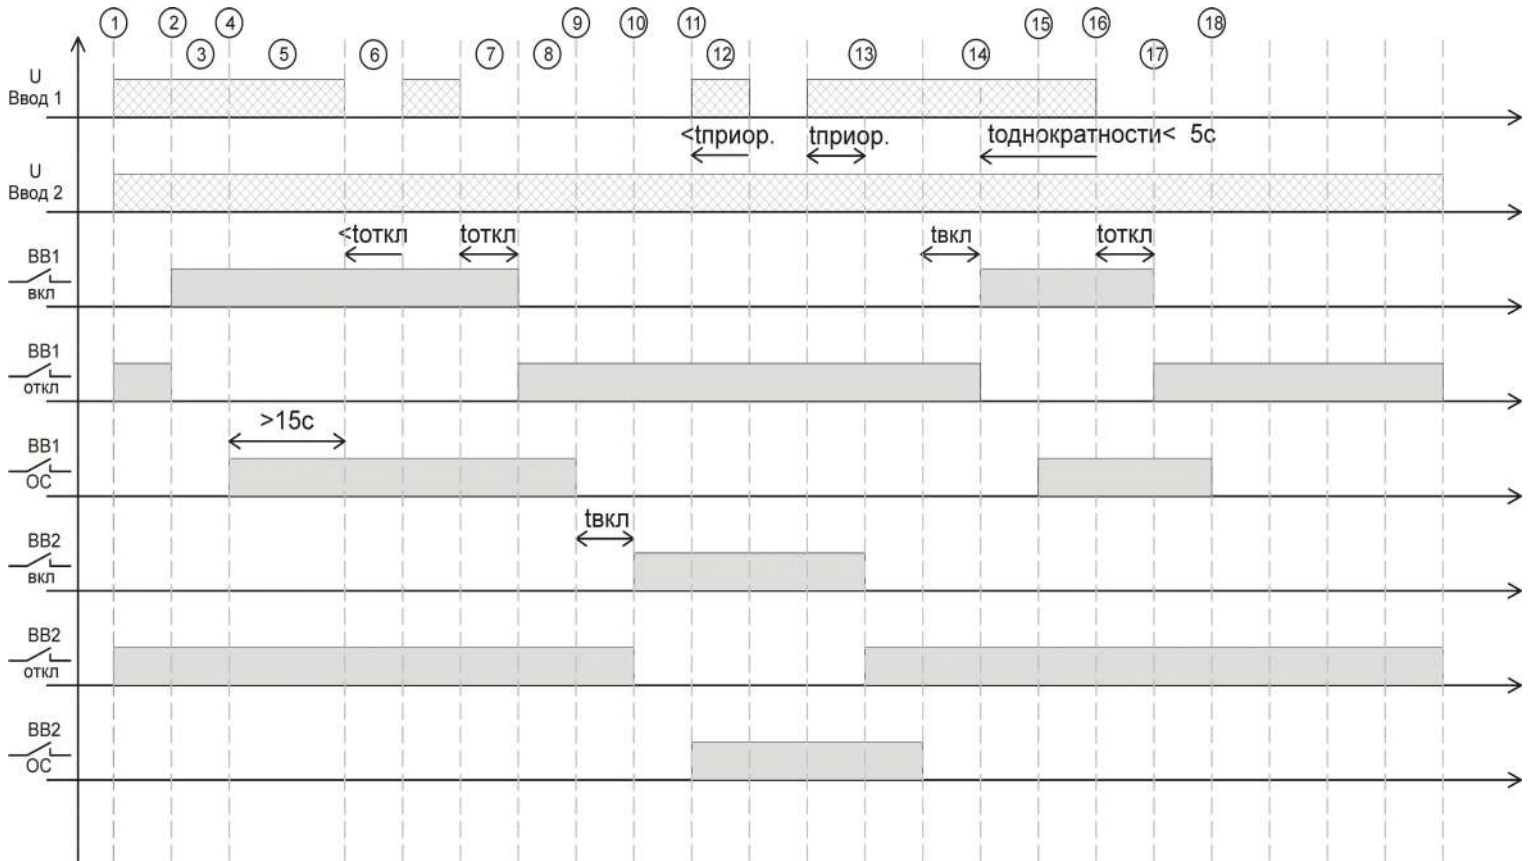 1 2 4 9 10 11 15 16 18
3 5 6 7 8 12 13 14 17
U
Ввод 1
<tприор. tприор. tоднократности< 5с
U
Ввод 2
<tоткл tоткл tвкл tоткл
ВВ1
вкл
ВВ1
откл
>15с
ВВ1
ОС
tвкл
ВВ2
вкл
ВВ2
откл
ВВ2
ОС